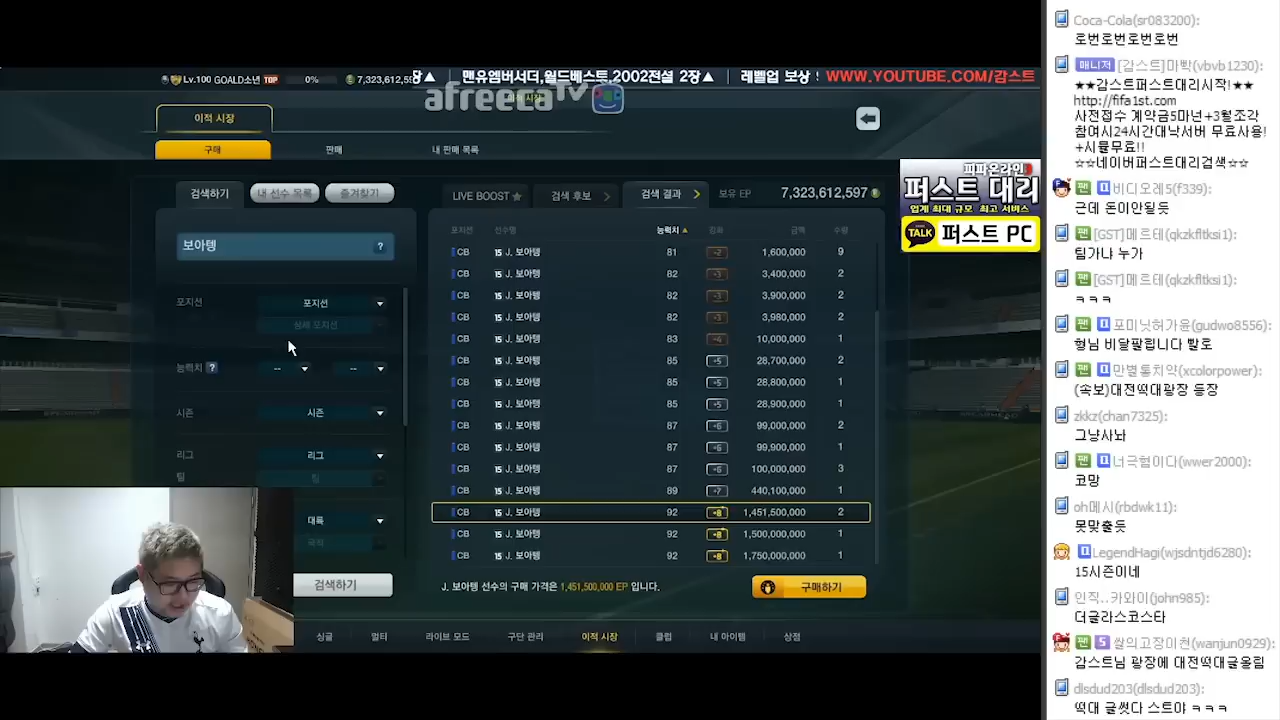 Lv.100 GOALD소년 TOP 0% 7,323,6
맨유엠버서더,월드베스트,2002전설 2장▲ | 레벨업 보상 WWW.YOUTUBE.COM/감스트
afreecaTV
이적 시장
구매 판매 내 판매 목록
검색하기 내 선수 목록 즐겨찾기
LIVE BOOST★ 검색 후보 검색 결과 보유 EP 7,323,612,597
보아텡 ?
포지션 포지션
상세 포지션
능력치 ? -- --
시즌 시즌
리그 리그
팀 팀
대륙
국적
검색하기
포지션 선수명 능력치▲ 강화 금액 수량
CB 15 J. 보아텡 81 +2 1,600,000 9
CB 15 J. 보아텡 82 +3 3,400,000 2
CB 15 J. 보아텡 82 +3 3,900,000 2
CB 15 J. 보아텡 82 +3 3,980,000 2
CB 15 J. 보아텡 83 +4 10,000,000 1
CB 15 J. 보아텡 85 +5 28,700,000 2
CB 15 J. 보아텡 85 +5 28,800,000 1
CB 15 J. 보아텡 85 +5 28,900,000 1
CB 15 J. 보아텡 87 +6 99,000,000 2
CB 15 J. 보아텡 87 +6 99,900,000 1
CB 15 J. 보아텡 87 +6 100,000,000 3
CB 15 J. 보아텡 89 +7 440,100,000 1
CB 15 J. 보아텡 92 +8 1,451,500,000 2
CB 15 J. 보아텡 92 +8 1,500,000,000 1
CB 15 J. 보아텡 92 +8 1,750,000,000 1
J. 보아텡 선수의 구매 가격은 1,451,500,000 EP 입니다.
구매하기
싱글 멀티 라이브 모드 구단 관리 이적 시장 클럽 내 아이템 상점
피파온라인3
퍼스트 대리
업계 최대 규모 최고 서비스
TALK 퍼스트 PC
Coca-Cola(sr083200):
로번로번로번로번
매니저 [감스트]마빡(vbvb1230):
★★감스트퍼스트대리시작!★★
http://fifa1st.com
사전접수 계약금5마넌+3월조각
참여시24시간대낙서버 무료사용!
+시뮬무료!!
☆☆네이버퍼스트대리검색☆☆
팬 비디오레5(f339):
근데 돈이안될듯
팬 [GST]메르테(qkzkfltksi1):
팀가냐 누가
팬 [GST]메르테(qkzkfltksi1):
ㅋㅋㅋ
팬 포미닛허가윤(gudwo8556):
형님 비달팔립니다 발로
팬 만별통치약(xcolorpower):
(속보)대전떡대광장 등장
zkkz(chan7325):
그냥사놔
팬 너극혐이다(wwer2000):
코망
oh메시(rbdwk11):
못맞출듯
LegendHagi(wjsdntjd6280):
15시즌이네
인직..카와이(john985):
더글라스코스타
팬 S 쌀의고장이천(wanjun0929):
감스트님 광장에 대전떡대글올림
dlsdud203(dlsdud203):
떡대 글썻다 스트야 ㅋㅋㅋ